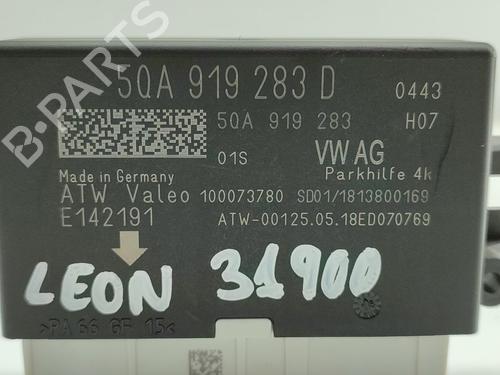 5QA 919 283 D
0443
5QA 919 283
H07
01S
VW AG
Parkhilfe 4k
Made in Germany
ATW Valeo 100073780 SD01/1813800169
E142191
ATW-00125.05.18ED070769
LEON 31900
>PA 66 GF 15<
B-PARTS